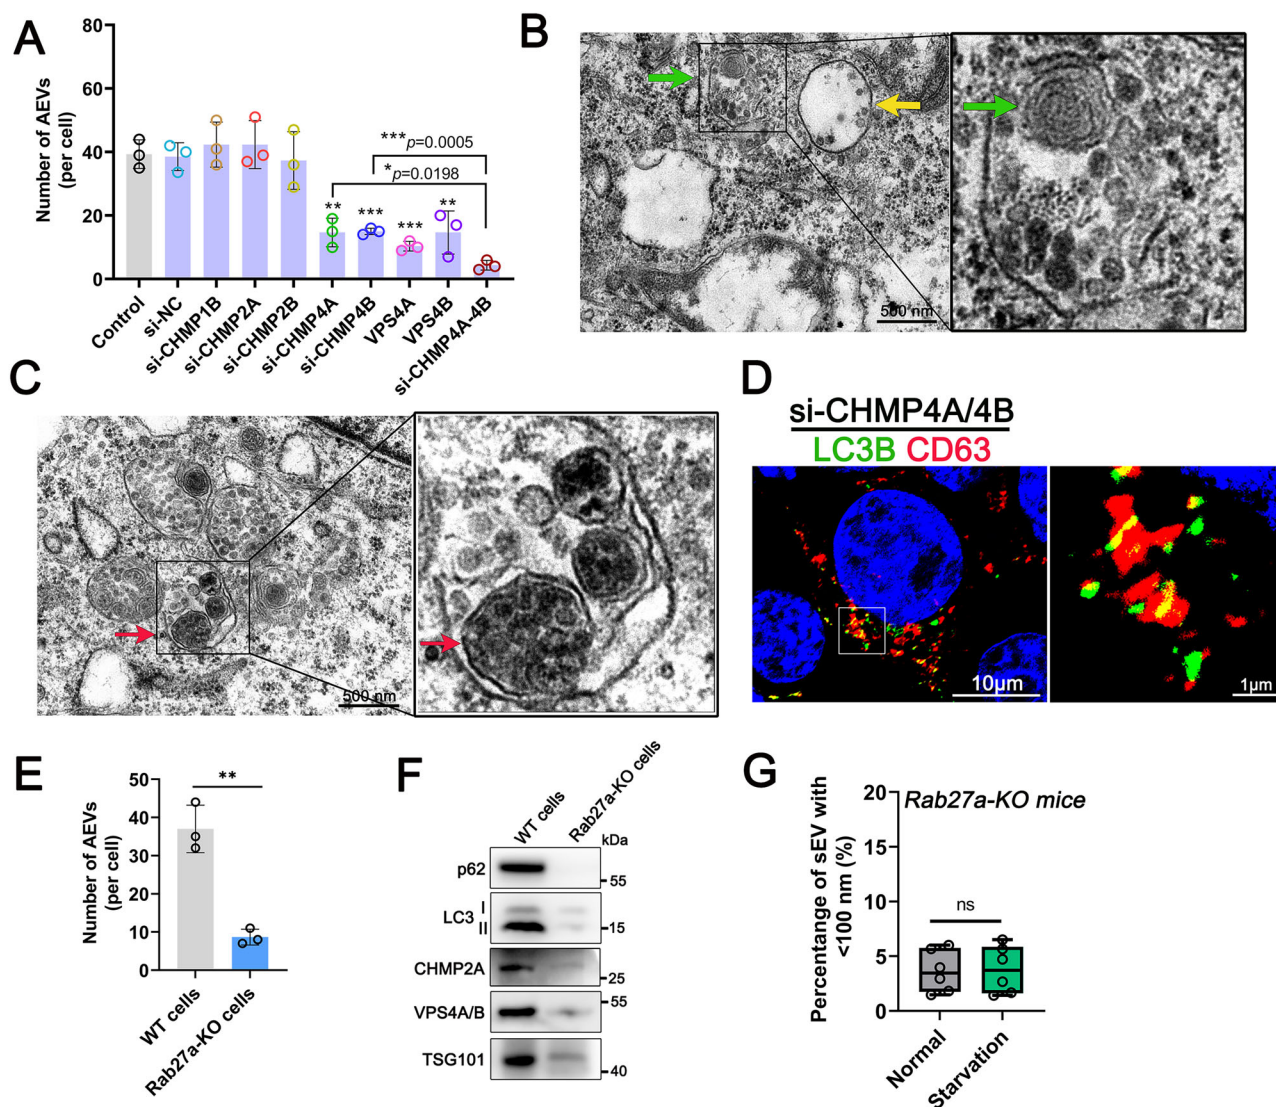 A
Number of AEVs
(per cell)
80
60
40
20
0
***p=0.0005
*p=0.0198
**
***
***
**
Control
si-NC
si-CHMP1B
si-CHMP2A
si-CHMP2B
si-CHMP4A
si-CHMP4B
VPS4A
VPS4B
si-CHMP4A-4B
B
500 nm
C
500 nm
D
si-CHMP4A/4B
LC3B CD63
10μm
1μm
E
Number of AEVs
(per cell)
50
40
30
20
10
0
**
WT cells
Rab27a-KO cells
F
WT cells
Rab27a-KO cells
kDa
p62
55
LC3
I
II
15
CHMP2A
25
VPS4A/B
55
TSG101
40
G
Percentange of sEV with
<100 nm (%)
20
15
10
5
0
Rab27a-KO mice
ns
Normal
Starvation